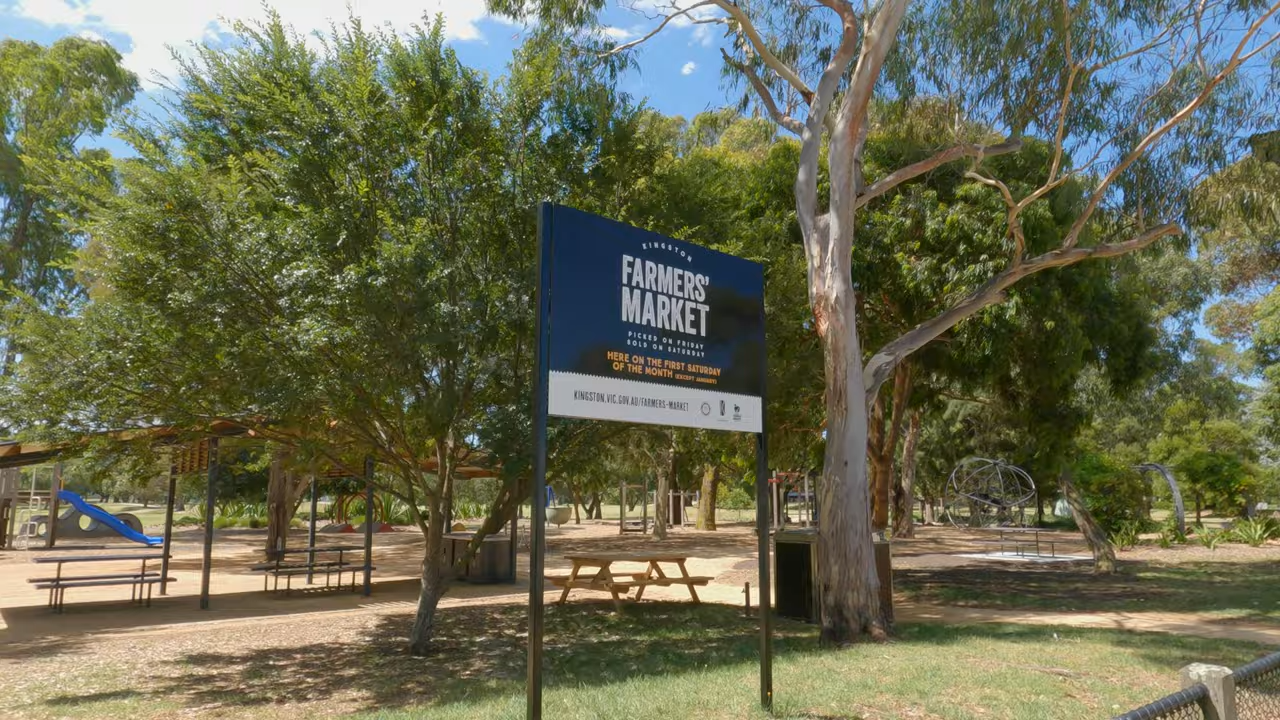 KINGSTON
FARMERS'
MARKET
PICKED ON FRIDAY
SOLD ON SATURDAY
HERE ON THE FIRST SATURDAY
OF THE MONTH (EXCEPT JANUARY)
KINGSTON.VIC.GOV.AU/FARMERS-MARKET